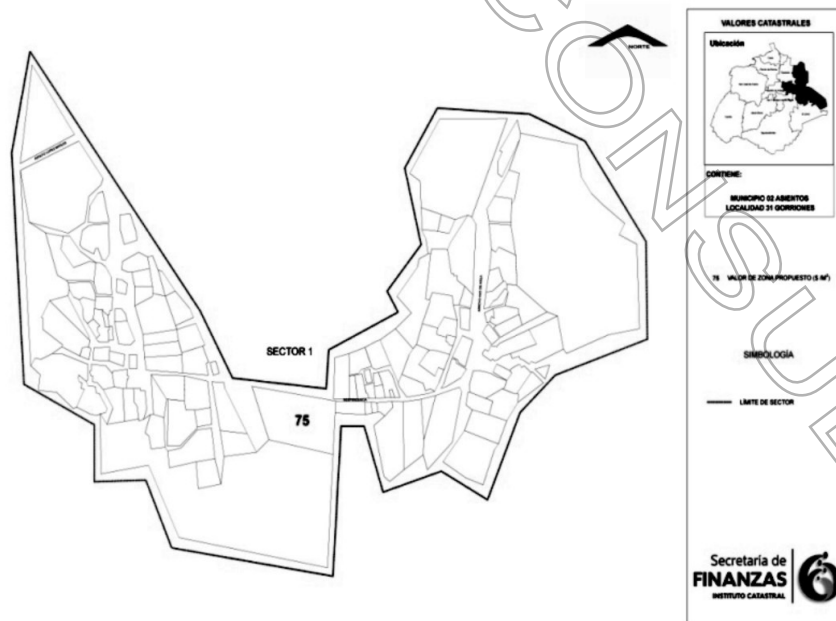 NORTE
SECTOR 1
75
VALORES CATASTRALES
Ubicación
CONTIENE:
MUNICIPIO 02 ASIENTOS
LOCALIDAD 31 GORRIONES
75 VALOR DE ZONA PROPUESTO ($/M²)
SIMBOLOGÍA
LÍMITE DE SECTOR
Secretaría de
FINANZAS
INSTITUTO CATASTRAL
CONSUL